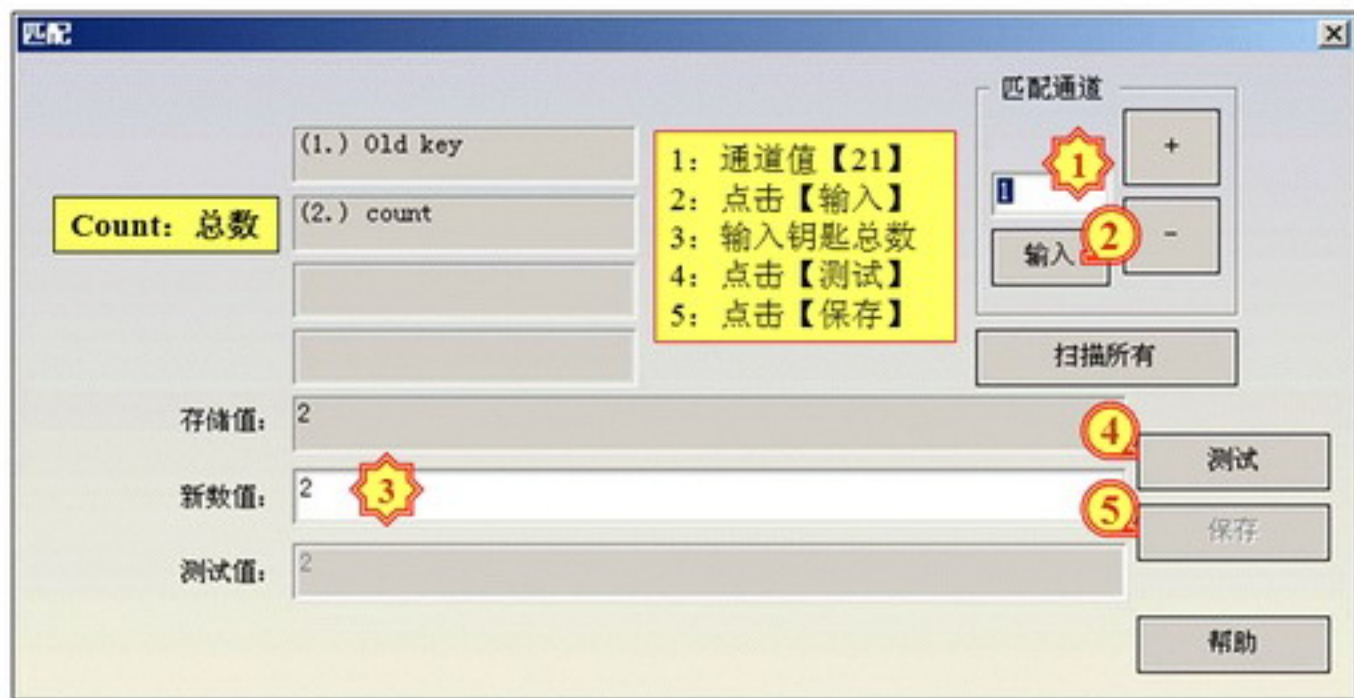 匹配
匹配通道
(1.) Old key
1：通道值【21】
2：点击【输入】
3：输入钥匙总数
4：点击【测试】
5：点击【保存】
1
+
1
Count：总数
(2.) count
输入
2
-
扫描所有
存储值：
2
4
测试
新数值：
2
3
5
保存
测试值：
2
帮助